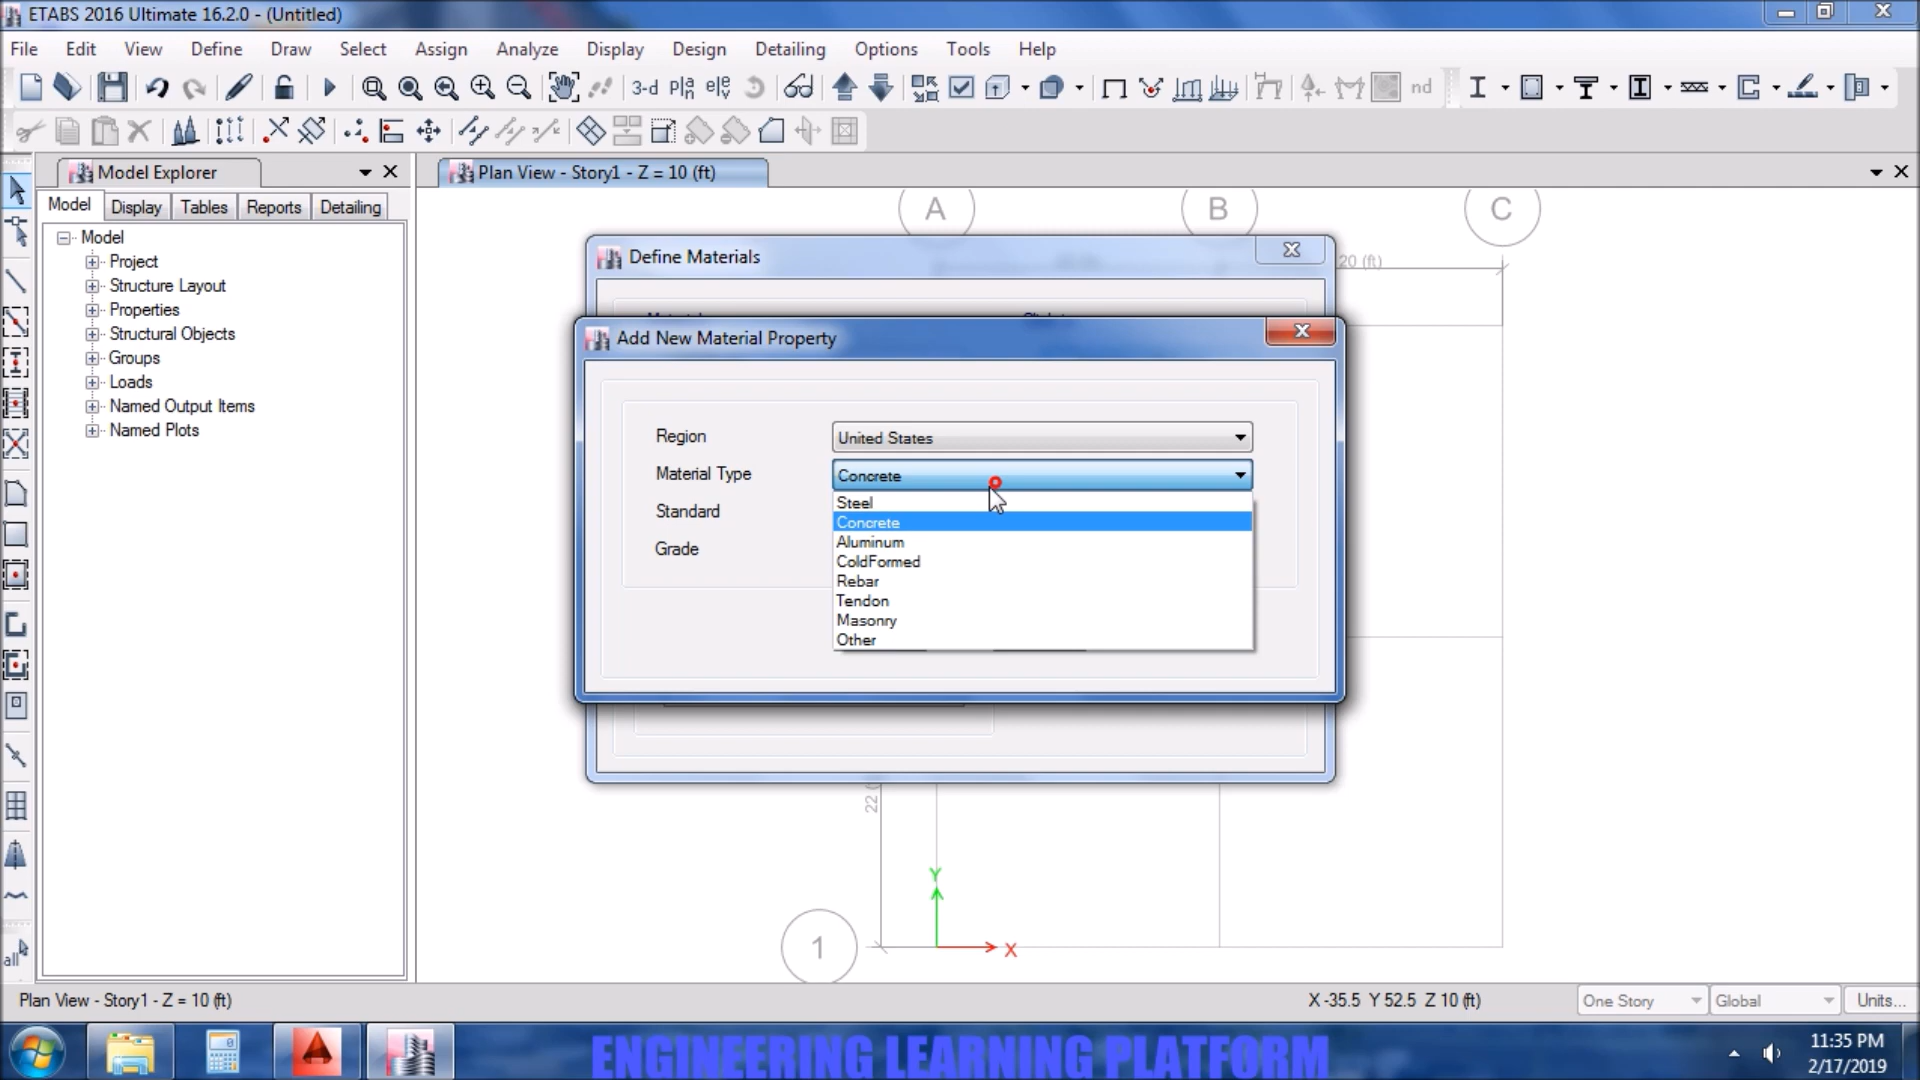 ETABS 2016 Ultimate 16.2.0 - (Untitled)
File Edit View Define Draw Select Assign Analyze Display Design Detailing Options Tools Help
3-d pla n ele v nd
Model Explorer
Plan View - Story1 - Z = 10 (ft)
Model Display Tables Reports Detailing
Model
Project
Structure Layout
Properties
Structural Objects
Groups
Loads
Named Output Items
Named Plots
all
A B C
20 (ft)
Define Materials
Add New Material Property
Region United States
Material Type Concrete
Standard
Grade
Steel
Concrete
Aluminum
ColdFormed
Rebar
Tendon
Masonry
Other
22 (
Y
X
1
Plan View - Story1 - Z = 10 (ft)
X -35.5 Y 52.5 Z 10 (ft)
One Story Global Units...
ENGINEERING LEARNING PLATFORM
11:35 PM
2/17/2019